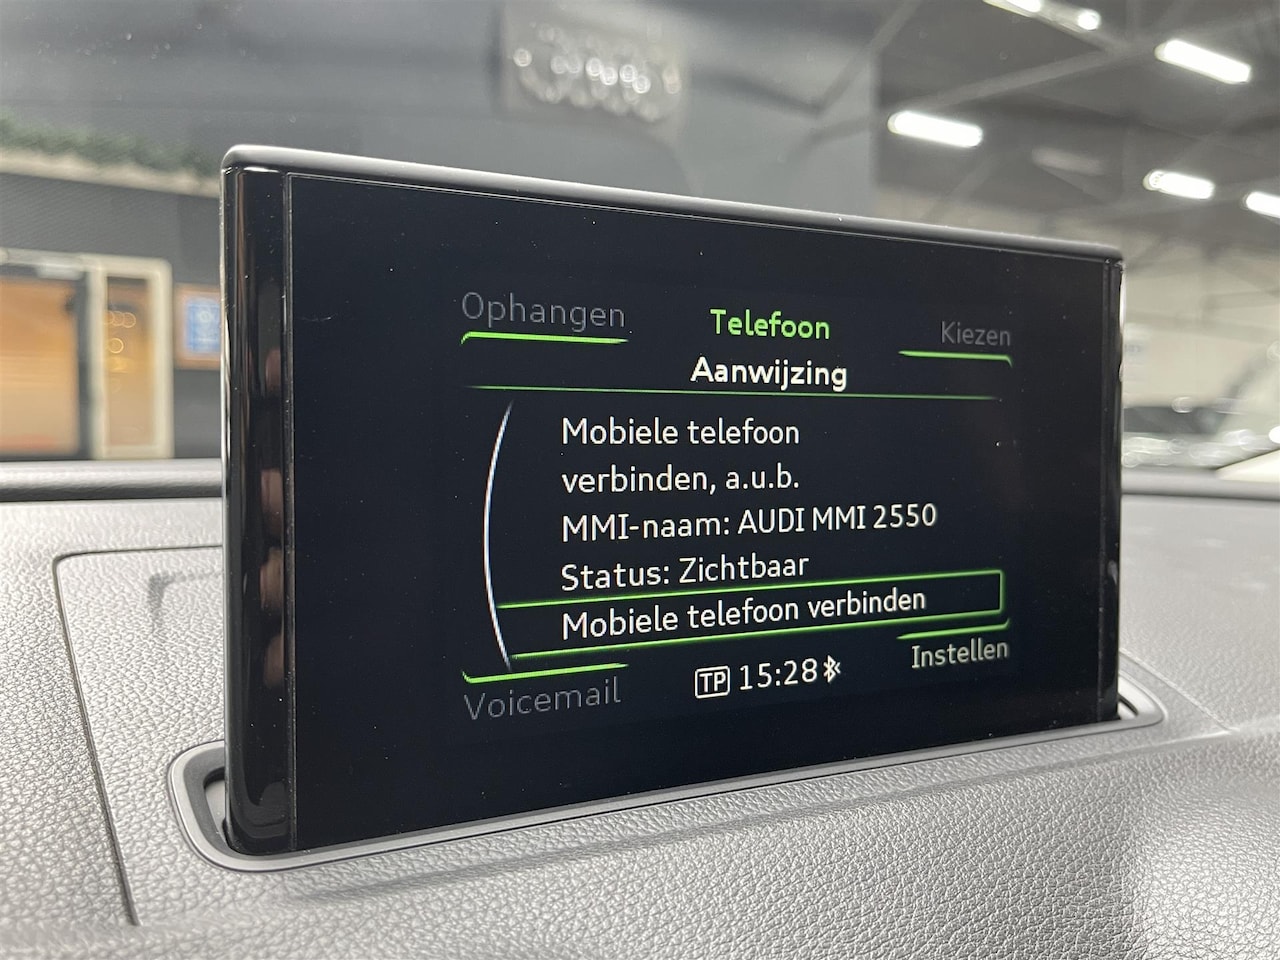 Ophangen
Telefoon
Kiezen
Aanwijzing
Mobiele telefoon
verbinden, a.u.b.
MMI-naam: AUDI MMI 2550
Status: Zichtbaar
Mobiele telefoon verbinden
Instellen
TP 15:28
Voicemail